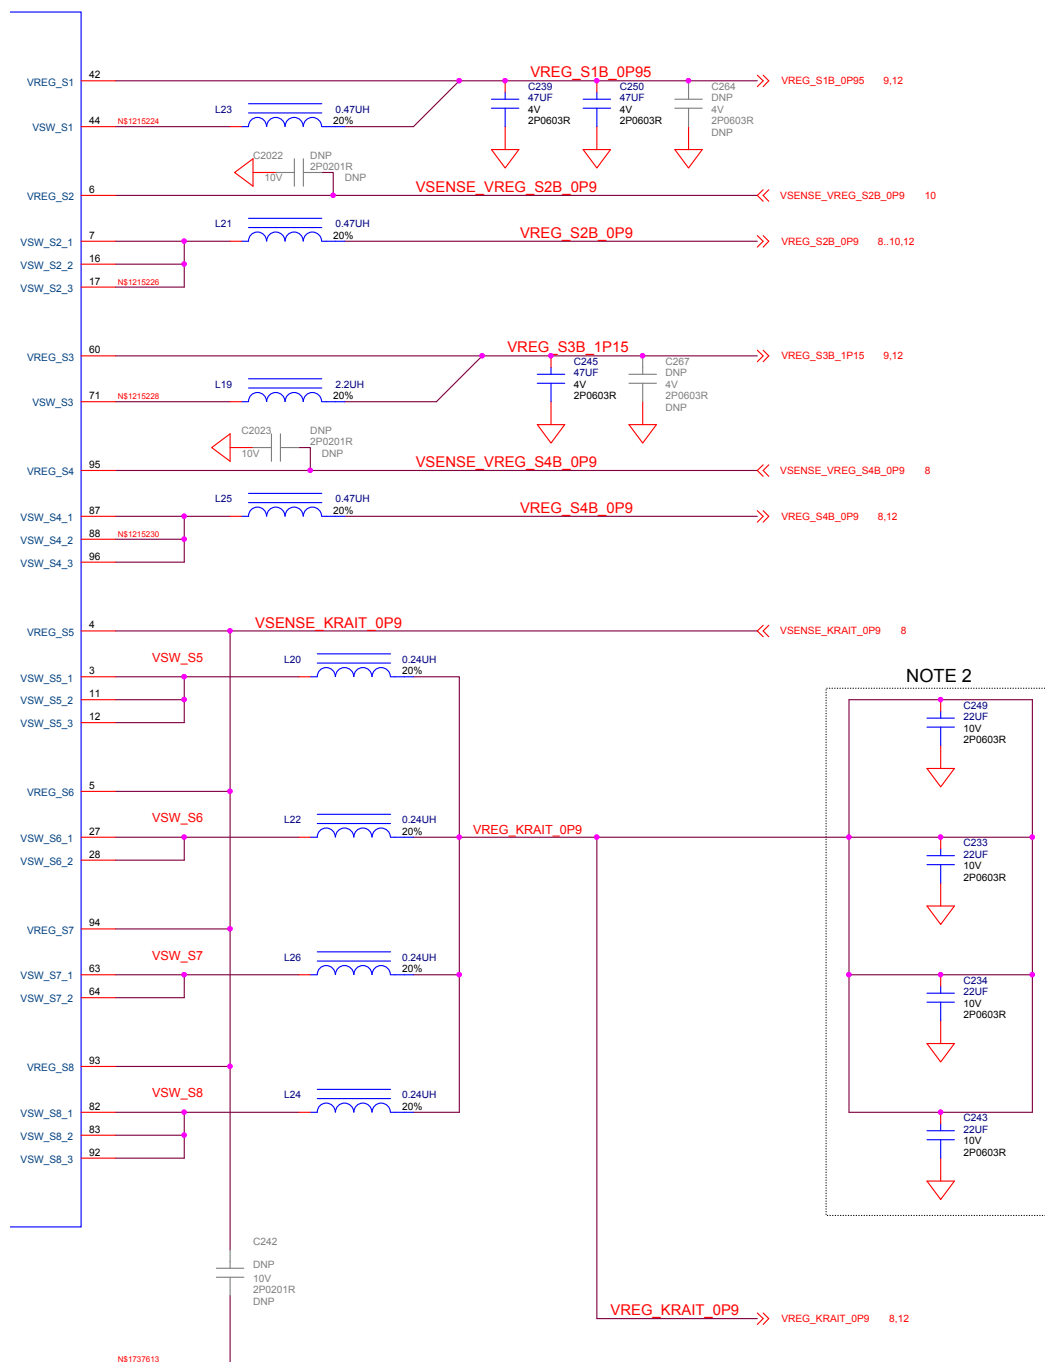 VREG_S1 42 VREG_S1B_0P95 VREG_S1B_0P95 9,12
C239 C250 C264
47UF 47UF DNP
4V 4V 4V
2P0603R 2P0603R 2P0603R
DNP
L23 0.47UH
VSW_S1 44 N$1215224 20%
C2022 DNP
2P0201R
10V DNP
VREG_S2 6 VSENSE_VREG_S2B_0P9 VSENSE_VREG_S2B_0P9 10
L21 0.47UH
VSW_S2_1 7 20% VREG_S2B_0P9 VREG_S2B_0P9 8..10,12
VSW_S2_2 16
VSW_S2_3 17 N$1215226
VREG_S3 60 VREG_S3B_1P15 VREG_S3B_1P15 9,12
C245 C267
47UF DNP
4V 4V
2P0603R 2P0603R
DNP
L19 2.2UH
VSW_S3 71 N$1215228 20%
C2023 DNP
2P0201R
10V DNP
VREG_S4 95 VSENSE_VREG_S4B_0P9 VSENSE_VREG_S4B_0P9 8
L25 0.47UH
VSW_S4_1 87 20% VREG_S4B_0P9 VREG_S4B_0P9 8,12
VSW_S4_2 88 N$1215230
VSW_S4_3 96
VREG_S5 4 VSENSE_KRAIT_0P9 VSENSE_KRAIT_0P9 8
VSW_S5 L20 0.24UH
VSW_S5_1 3 20%
VSW_S5_2 11
VSW_S5_3 12
NOTE 2
C249
22UF
10V
2P0603R
VREG_S6 5
VSW_S6 L22 0.24UH
VSW_S6_1 27 20% VREG_KRAIT_0P9
VSW_S6_2 28
C233
22UF
10V
2P0603R
VREG_S7 94
VSW_S7 L26 0.24UH
VSW_S7_1 63 20%
VSW_S7_2 64
C234
22UF
10V
2P0603R
VREG_S8 93
VSW_S8 L24 0.24UH
VSW_S8_1 82 20%
VSW_S8_2 83
VSW_S8_3 92
C243
22UF
10V
2P0603R
C242
DNP
10V
2P0201R
DNP
VREG_KRAIT_0P9 VREG_KRAIT_0P9 8,12
N$1737613